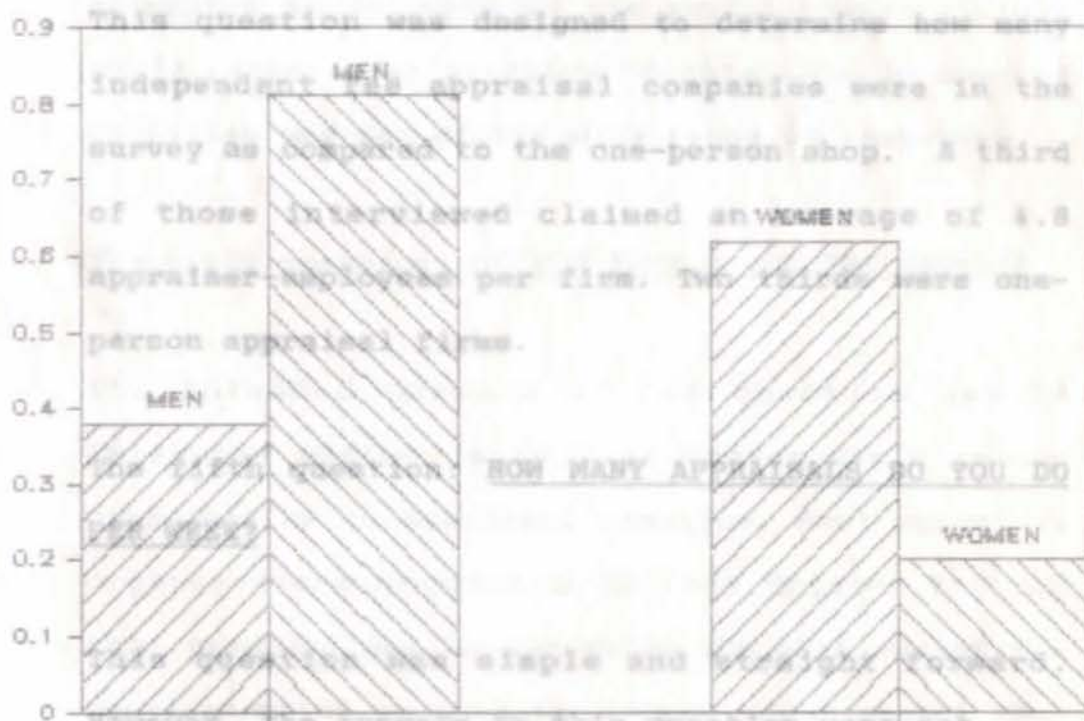 0.9
This question was designed to determine how many
MEN
independent fee appraisal companies were in the
0.8
survey as compared to the one-person shop. A third
0.7
of those interviewed claimed an average of 4.8
WOMEN
0.6
appraiser-employees per firm. Two thirds were one-
0.5
person appraisal firms.
MEN
0.4
The fifth question "HOW MANY APPRAISALS DO YOU DO
0.3
PER WEEK?
WOMEN
0.2
0.1
This question was simple and straight forward.
0